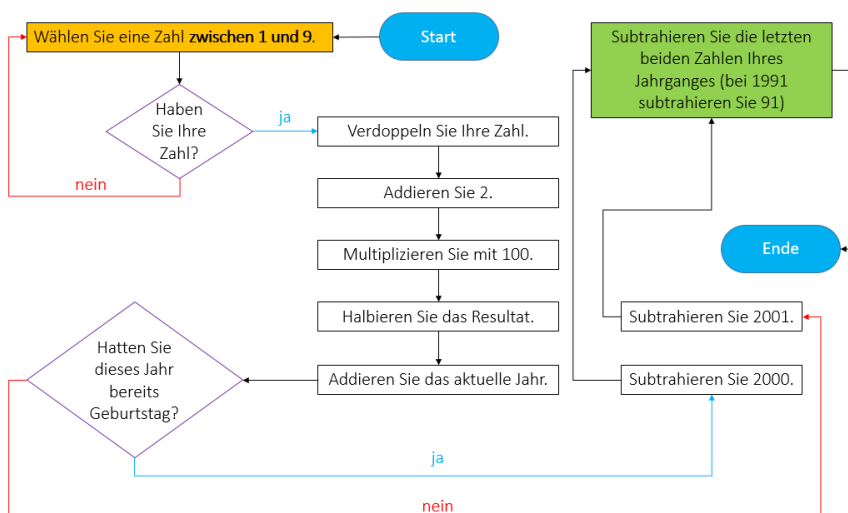 Start
Wählen Sie eine Zahl zwischen 1 und 9.
Haben
Sie Ihre
Zahl?
nein
ja
Verdoppeln Sie Ihre Zahl.
Addieren Sie 2.
Multiplizieren Sie mit 100.
Halbieren Sie das Resultat.
Addieren Sie das aktuelle Jahr.
Hatten Sie
dieses Jahr
bereits
Geburtstag?
ja
nein
Subtrahieren Sie 2000.
Subtrahieren Sie 2001.
Subtrahieren Sie die letzten
beiden Zahlen Ihres
Jahrganges (bei 1991
subtrahieren Sie 91)
Ende